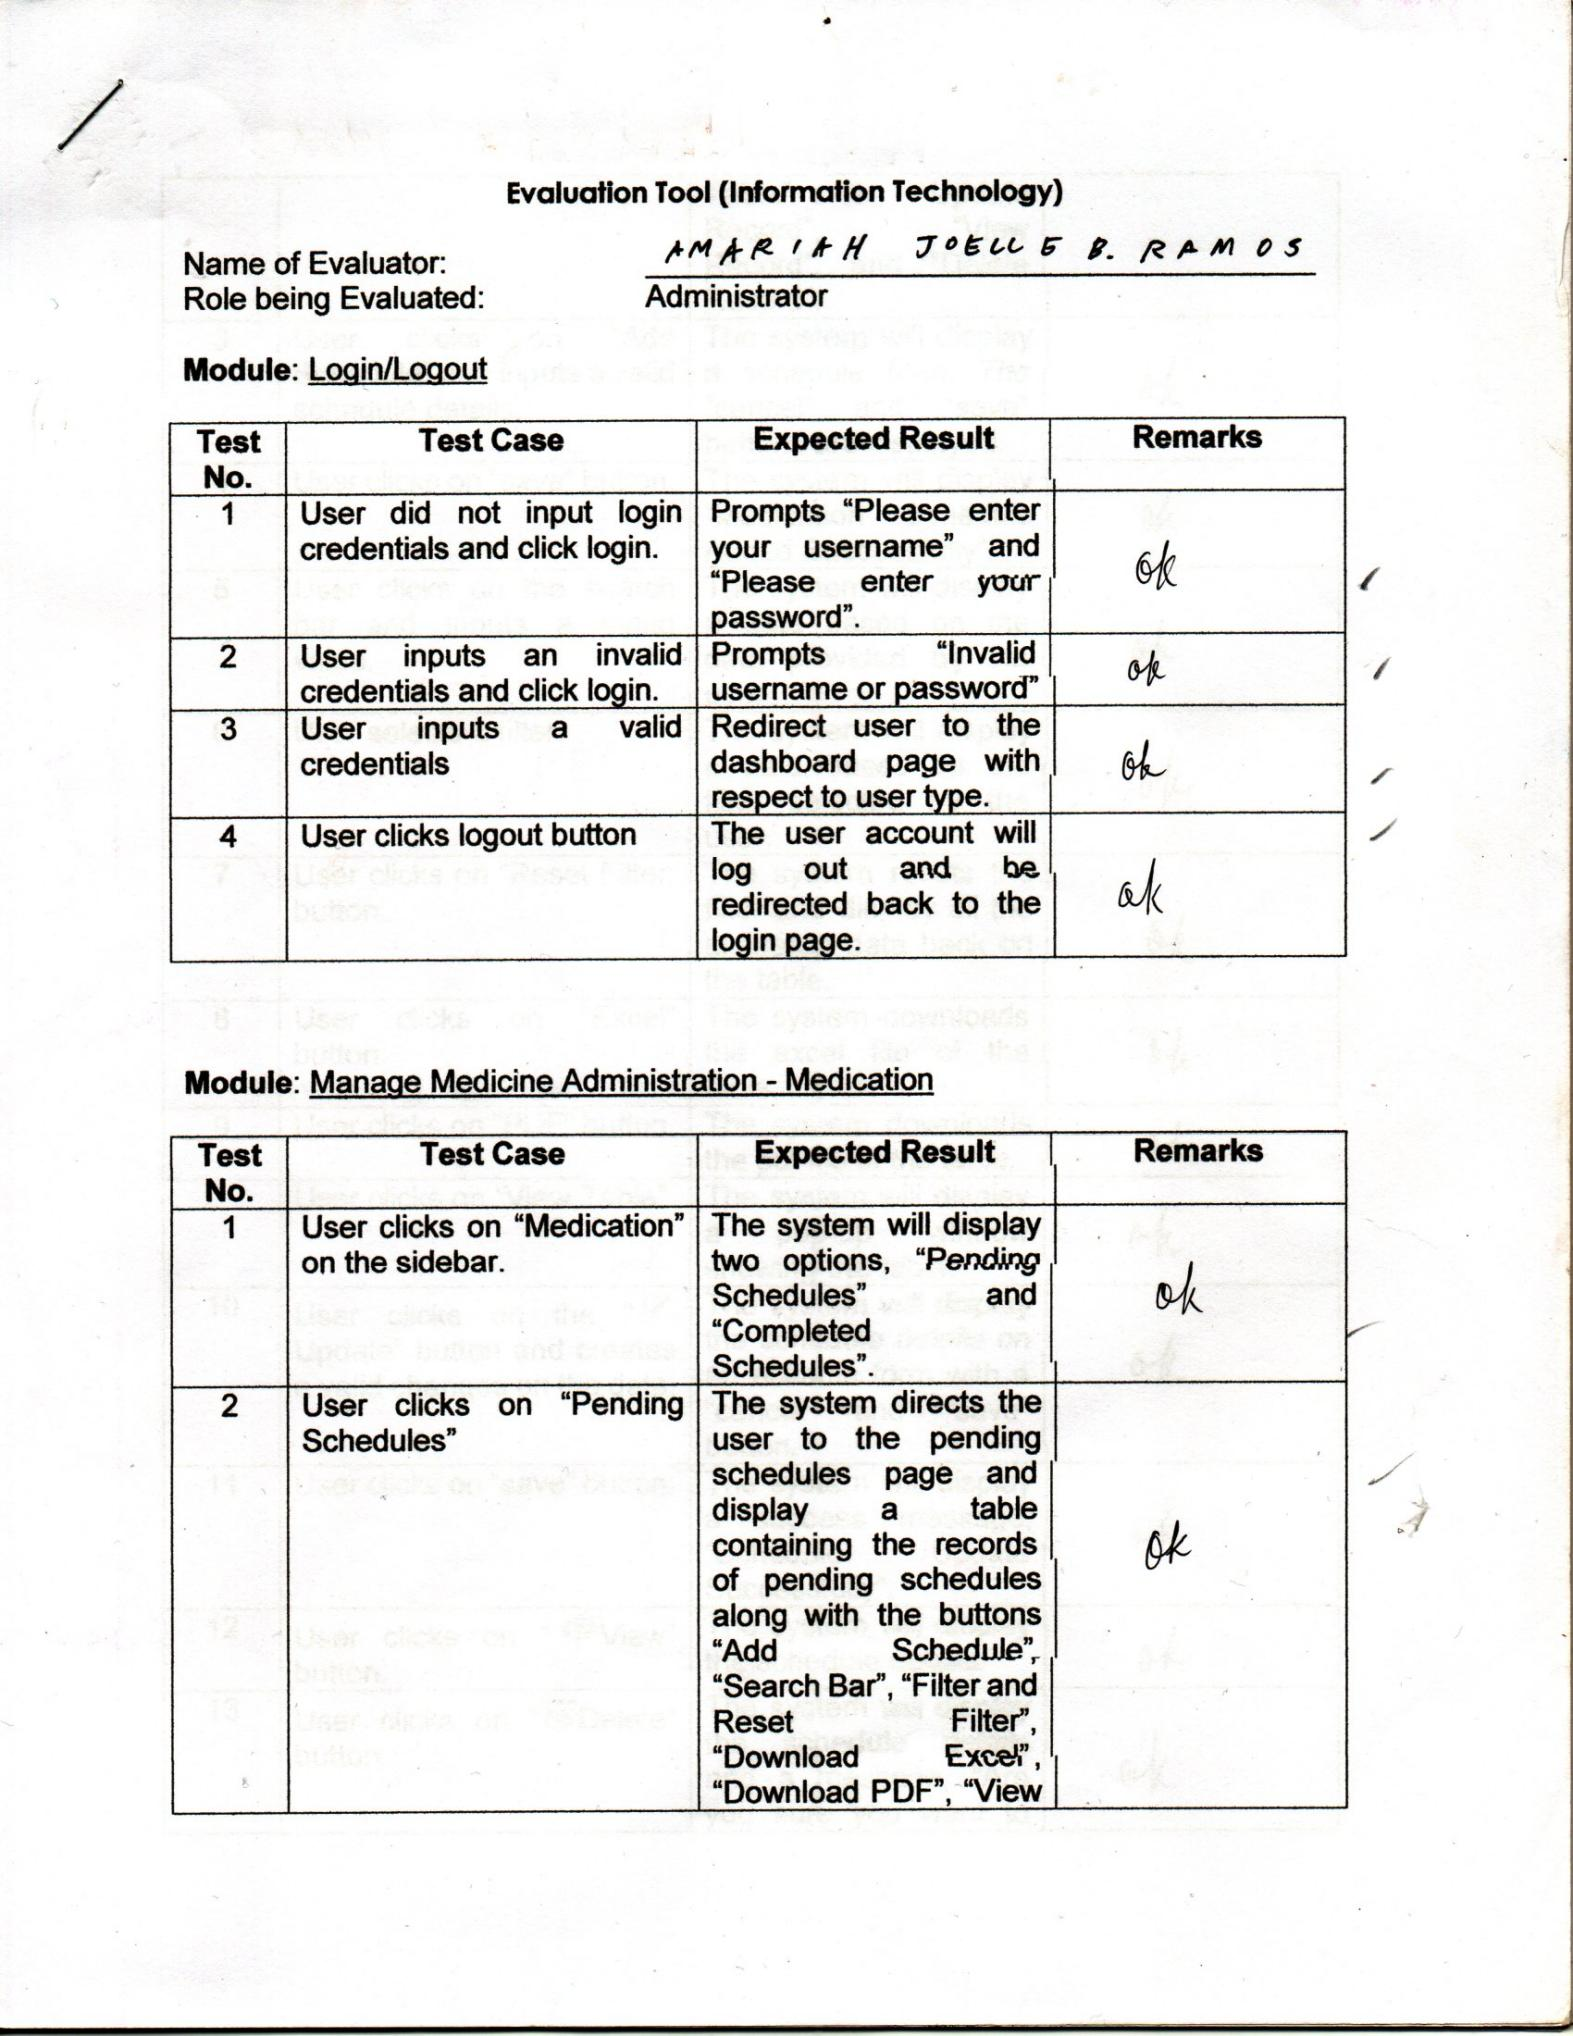 Evaluation Tool (Information Technology)
Name of Evaluator: AMARIAH JOELLE B. RAMOS
Role being Evaluated: Administrator
Module: Login/Logout
Test No. Test Case Expected Result Remarks
1 User did not input login credentials and click login. Prompts “Please enter your username” and “Please enter your password”. ok
2 User inputs an invalid credentials and click login. Prompts “Invalid username or password” ok
3 User inputs a valid credentials Redirect user to the dashboard page with respect to user type. ok
4 User clicks logout button The user account will log out and be redirected back to the login page. ok
Module: Manage Medicine Administration - Medication
Test No. Test Case Expected Result Remarks
1 User clicks on “Medication” on the sidebar. The system will display two options, “Pending Schedules” and “Completed Schedules”. ok
2 User clicks on “Pending Schedules” The system directs the user to the pending schedules page and display a table containing the records of pending schedules along with the buttons “Add Schedule”, “Search Bar”, “Filter and Reset Filter”, “Download Excel”, “Download PDF”, “View ok